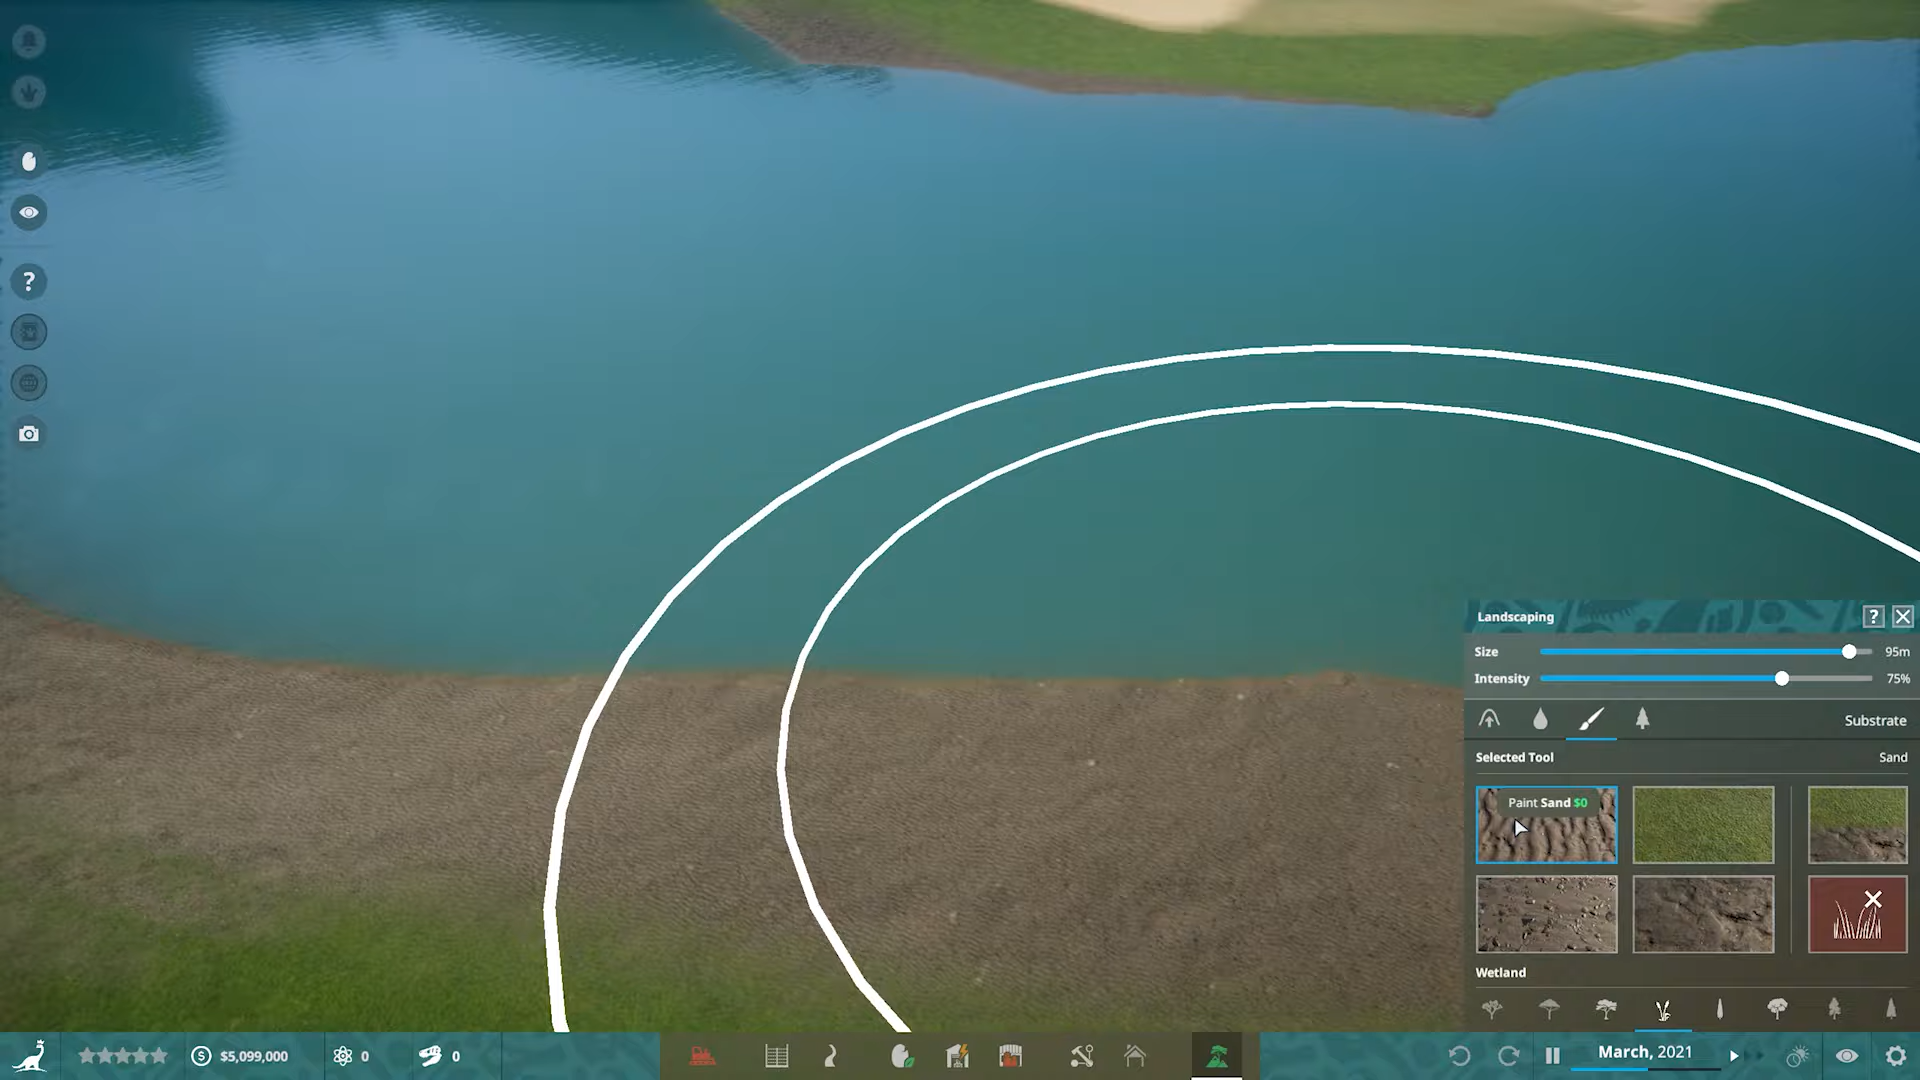 ?
Landscaping
?
Size 95m
Intensity 75%
Substrate
Selected Tool Sand
Paint Sand $0
Wetland
$ $5,099,000 0 0
March, 2021